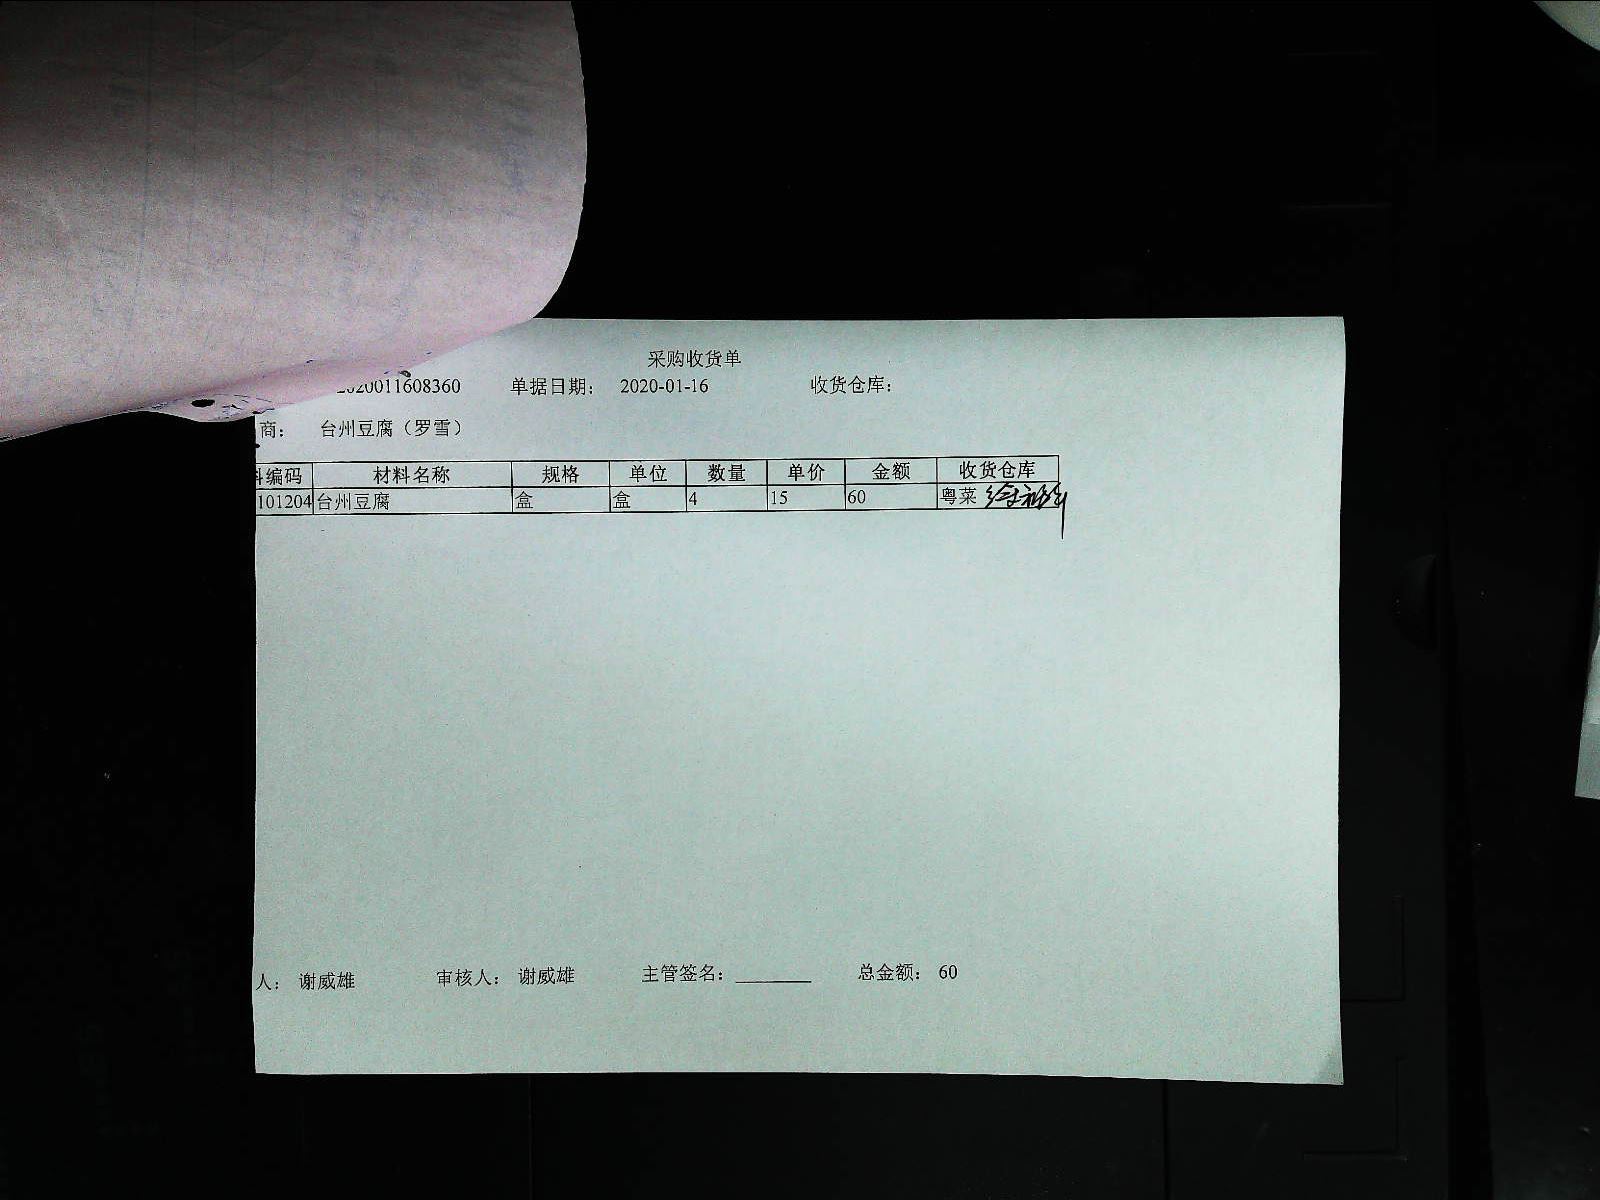 采购收货单
2020011608360 单据日期： 2020-01-16 收货仓库：
商： 台州豆腐（罗雪）
料编码 材料名称 规格 单位 数量 单价 金额 收货仓库
101204 台州豆腐 盒 盒 4 15 60 粤菜
人： 谢威雄 审核人： 谢威雄 主管签名： 总金额： 60